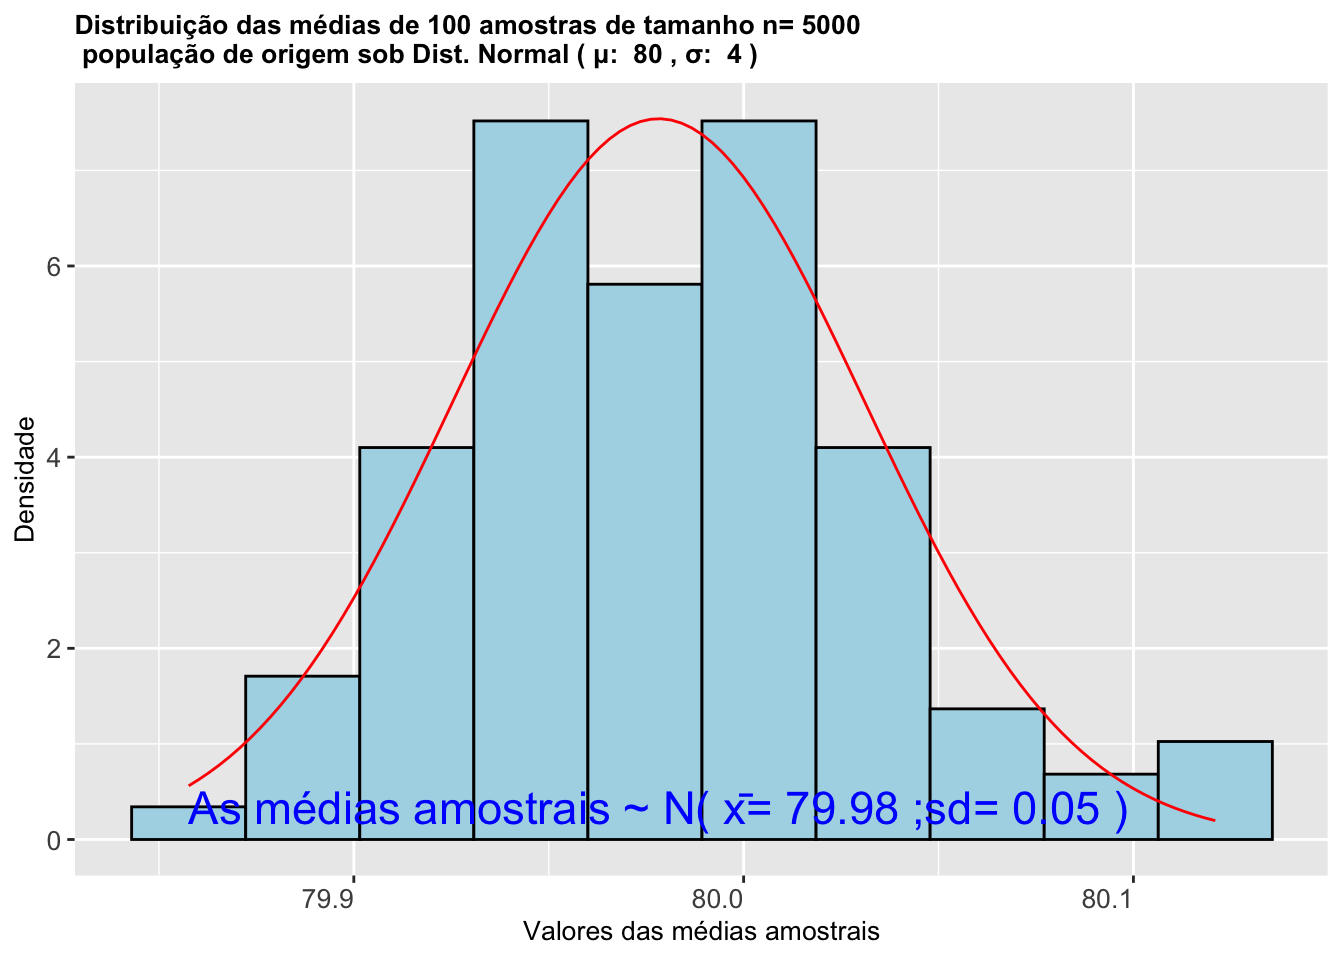 Distribuição das médias de 100 amostras de tamanho n= 5000
população de origem sob Dist. Normal ( μ:  80 , σ:  4 )
Densidade
6
4
2
0
As médias amostrais ~ N( x̄= 79.98 ;sd= 0.05 )
79.9
80.0
80.1
Valores das médias amostrais